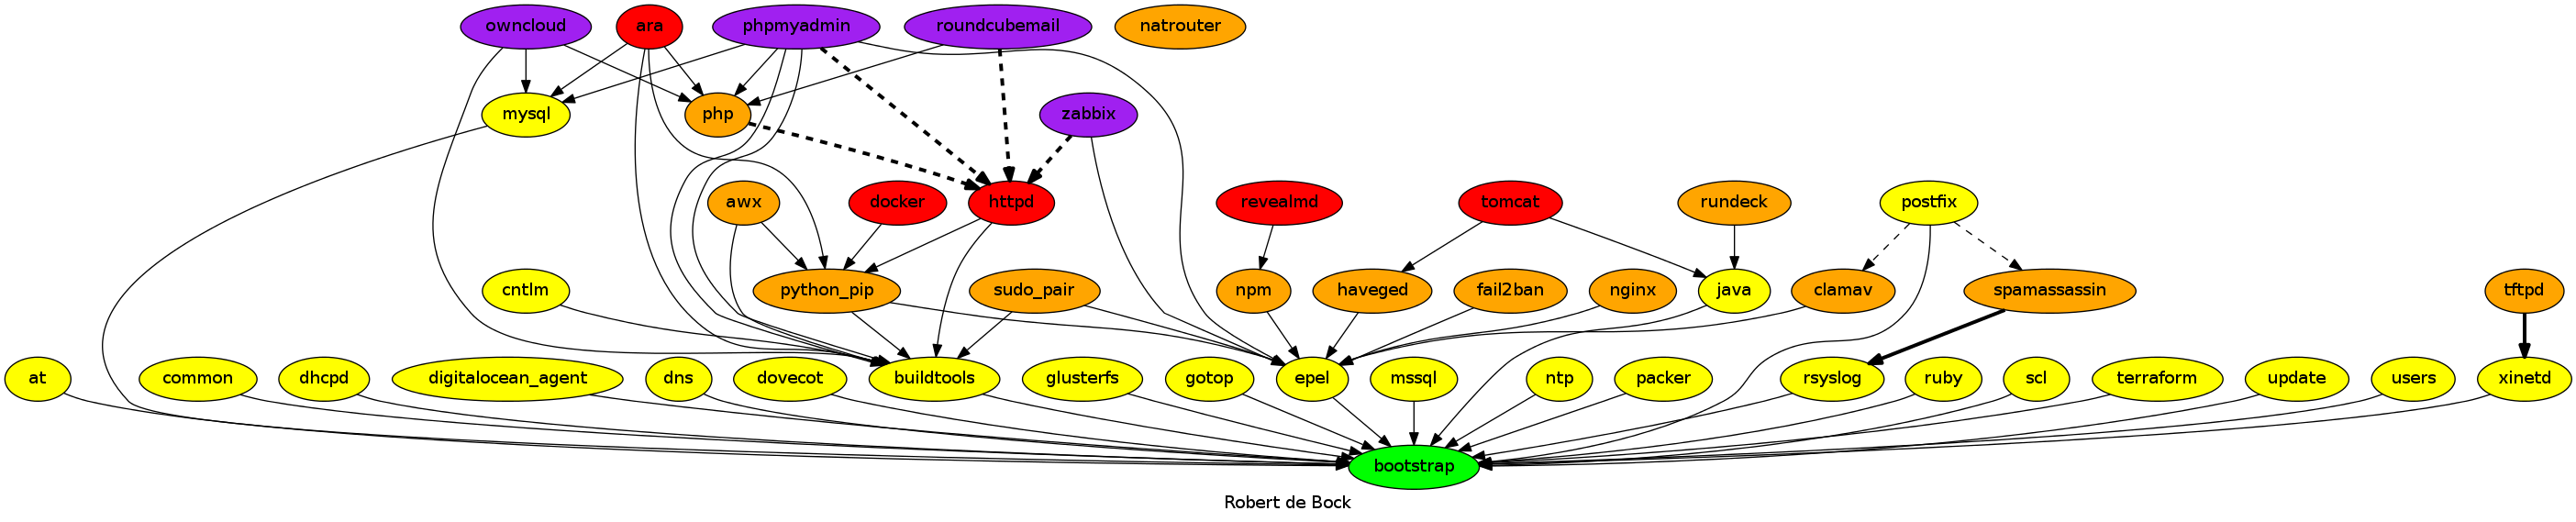 owncloud
ara
phpmyadmin
roundcubemail
natrouter
mysql
php
zabbix
awx
docker
httpd
revealmd
tomcat
rundeck
postfix
cntlm
python_pip
sudo_pair
npm
haveged
fail2ban
nginx
java
clamav
spamassassin
tftpd
at
common
dhcpd
digitalocean_agent
dns
dovecot
buildtools
glusterfs
gotop
epel
mssql
ntp
packer
rsyslog
ruby
scl
terraform
update
users
xinetd
bootstrap
Robert de Bock